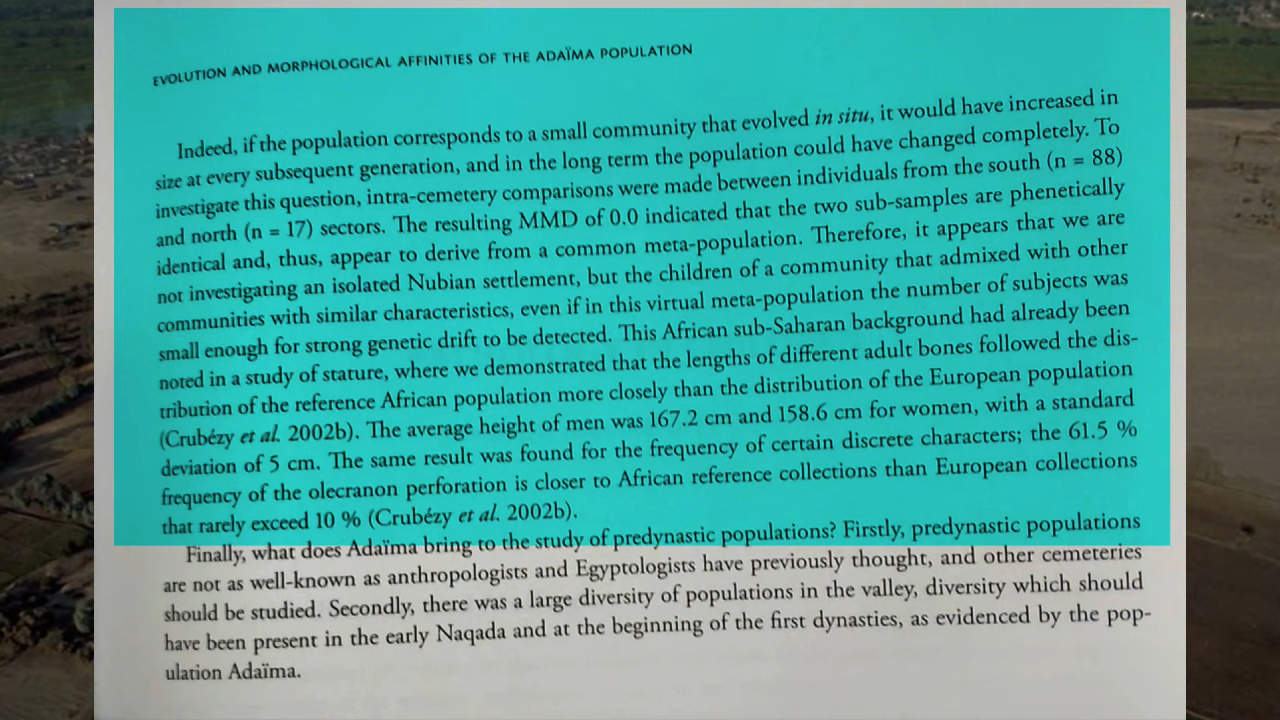 EVOLUTION AND MORPHOLOGICAL AFFINITIES OF THE ADAÏMA POPULATION
Indeed, if the population corresponds to a small community that evolved in situ, it would have increased in
size at every subsequent generation, and in the long term the population could have changed completely. To
investigate this question, intra-cemetery comparisons were made between individuals from the south (n = 88)
and north (n = 17) sectors. The resulting MMD of 0.0 indicated that the two sub-samples are phenetically
identical and, thus, appear to derive from a common meta-population. Therefore, it appears that we are
not investigating an isolated Nubian settlement, but the children of a community that admixed with other
communities with similar characteristics, even if in this virtual meta-population the number of subjects was
small enough for strong genetic drift to be detected. This African sub-Saharan background had already been
noted in a study of stature, where we demonstrated that the lengths of different adult bones followed the dis-
tribution of the reference African population more closely than the distribution of the European population
(Crubézy et al. 2002b). The average height of men was 167.2 cm and 158.6 cm for women, with a standard
deviation of 5 cm. The same result was found for the frequency of certain discrete characters; the 61.5 %
frequency of the olecranon perforation is closer to African reference collections than European collections
that rarely exceed 10 % (Crubézy et al. 2002b).
Finally, what does Adaïma bring to the study of predynastic populations? Firstly, predynastic populations
are not as well-known as anthropologists and Egyptologists have previously thought, and other cemeteries
should be studied. Secondly, there was a large diversity of populations in the valley, diversity which should
have been present in the early Naqada and at the beginning of the first dynasties, as evidenced by the pop-
ulation Adaïma.